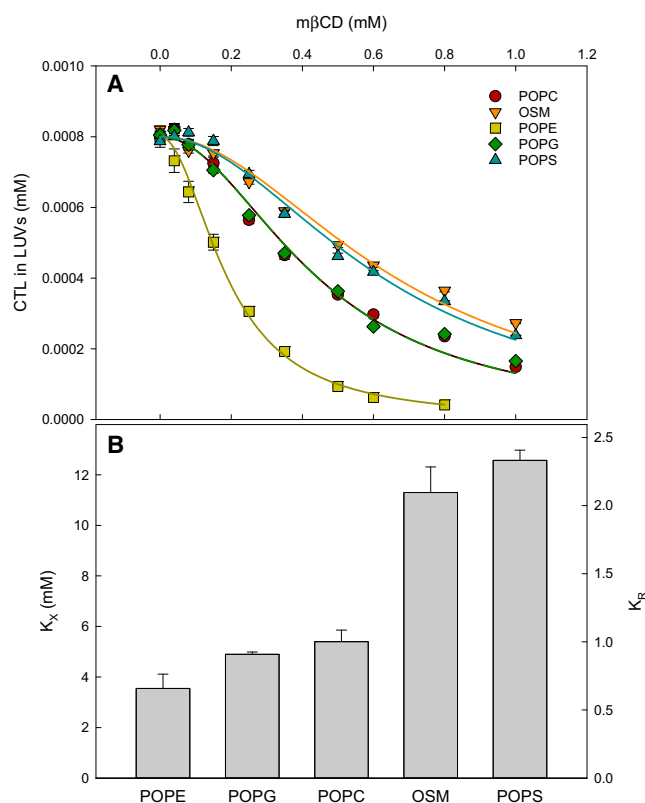 mβCD (mM)
0.0 0.2 0.4 0.6 0.8 1.0 1.2
A
CTL in LUVs (mM)
0.0010
0.0008
0.0006
0.0004
0.0002
0.0000
POPC
OSM
POPE
POPG
POPS
B
K_X (mM)
12
10
8
6
4
2
0
K_R
2.5
2.0
1.5
1.0
0.5
0.0
POPE POPG POPC OSM POPS